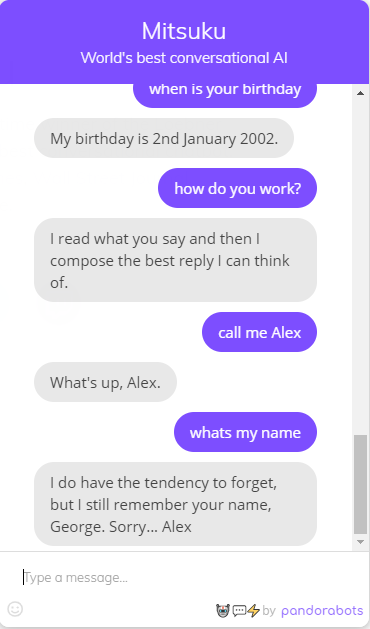 Mitsuku
World's best conversational AI
when is your birthday
My birthday is 2nd January 2002.
how do you work?
I read what you say and then I
compose the best reply I can think
of.
call me Alex
What's up, Alex.
whats my name
I do have the tendency to forget,
but I still remember your name,
George. Sorry... Alex
Type a message...
by pandorabots